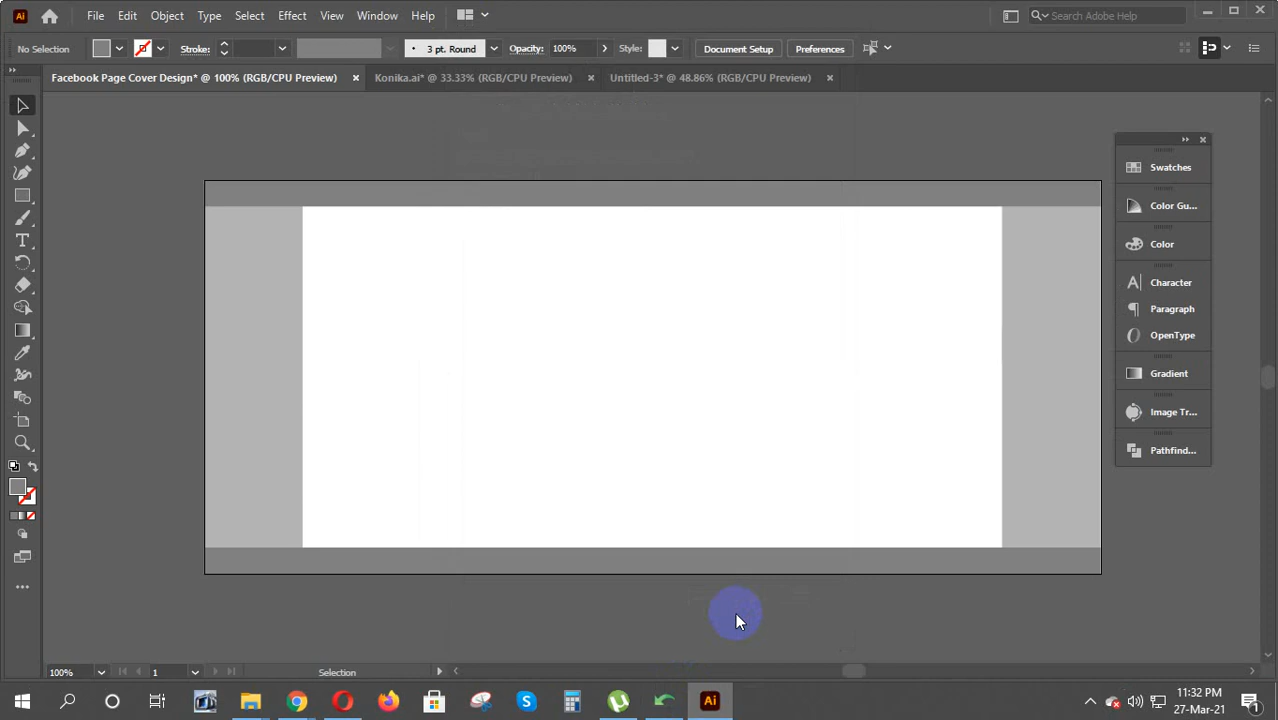 Ai File Edit Object Type Select Effect View Window Help Search Adobe Help
No Selection Stroke: 3 pt. Round Opacity: 100% Style: Document Setup Preferences
Facebook Page Cover Design* @ 100% (RGB/CPU Preview) Konika.ai* @ 33.33% (RGB/CPU Preview) Untitled-3* @ 48.86% (RGB/CPU Preview)
Swatches
Color Gu...
Color
Character
Paragraph
OpenType
Gradient
Image Tr...
Pathfind...
100% 1 Selection
Ai 11:32 PM
27-Mar-21